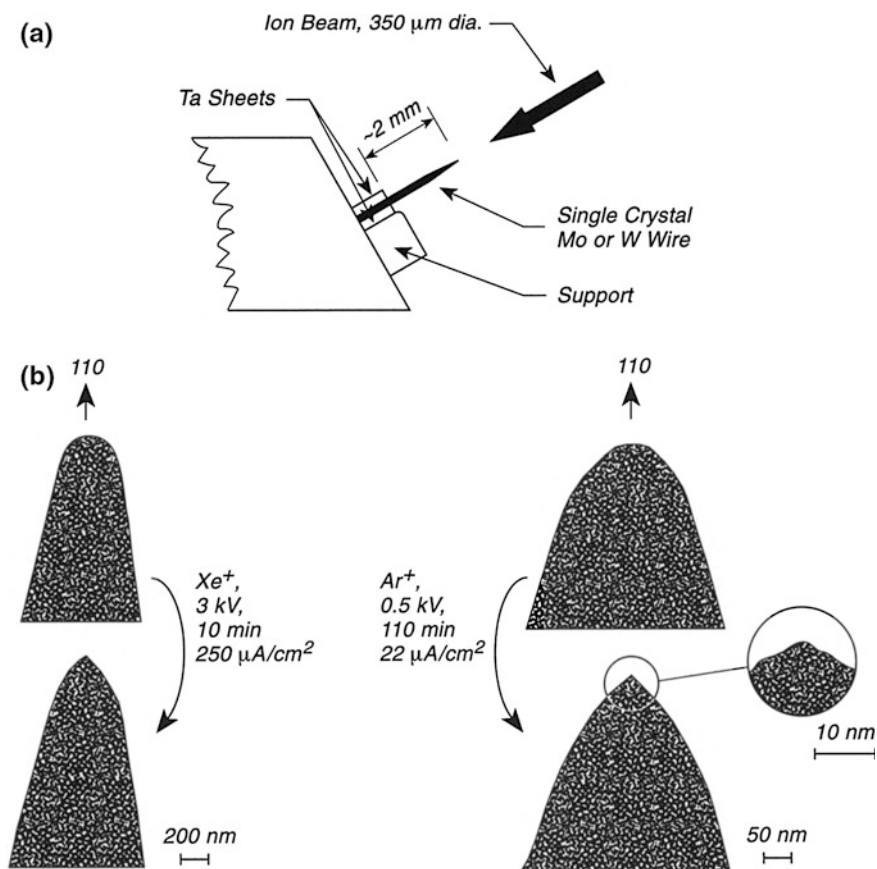 (a)
Ion Beam, 350 μm dia.
Ta Sheets
~2 mm
Single Crystal
Mo or W Wire
Support
(b)
110
110
Xe+,
3 kV,
10 min
250 μA/cm2
Ar+,
0.5 kV,
110 min
22 μA/cm2
10 nm
200 nm
50 nm